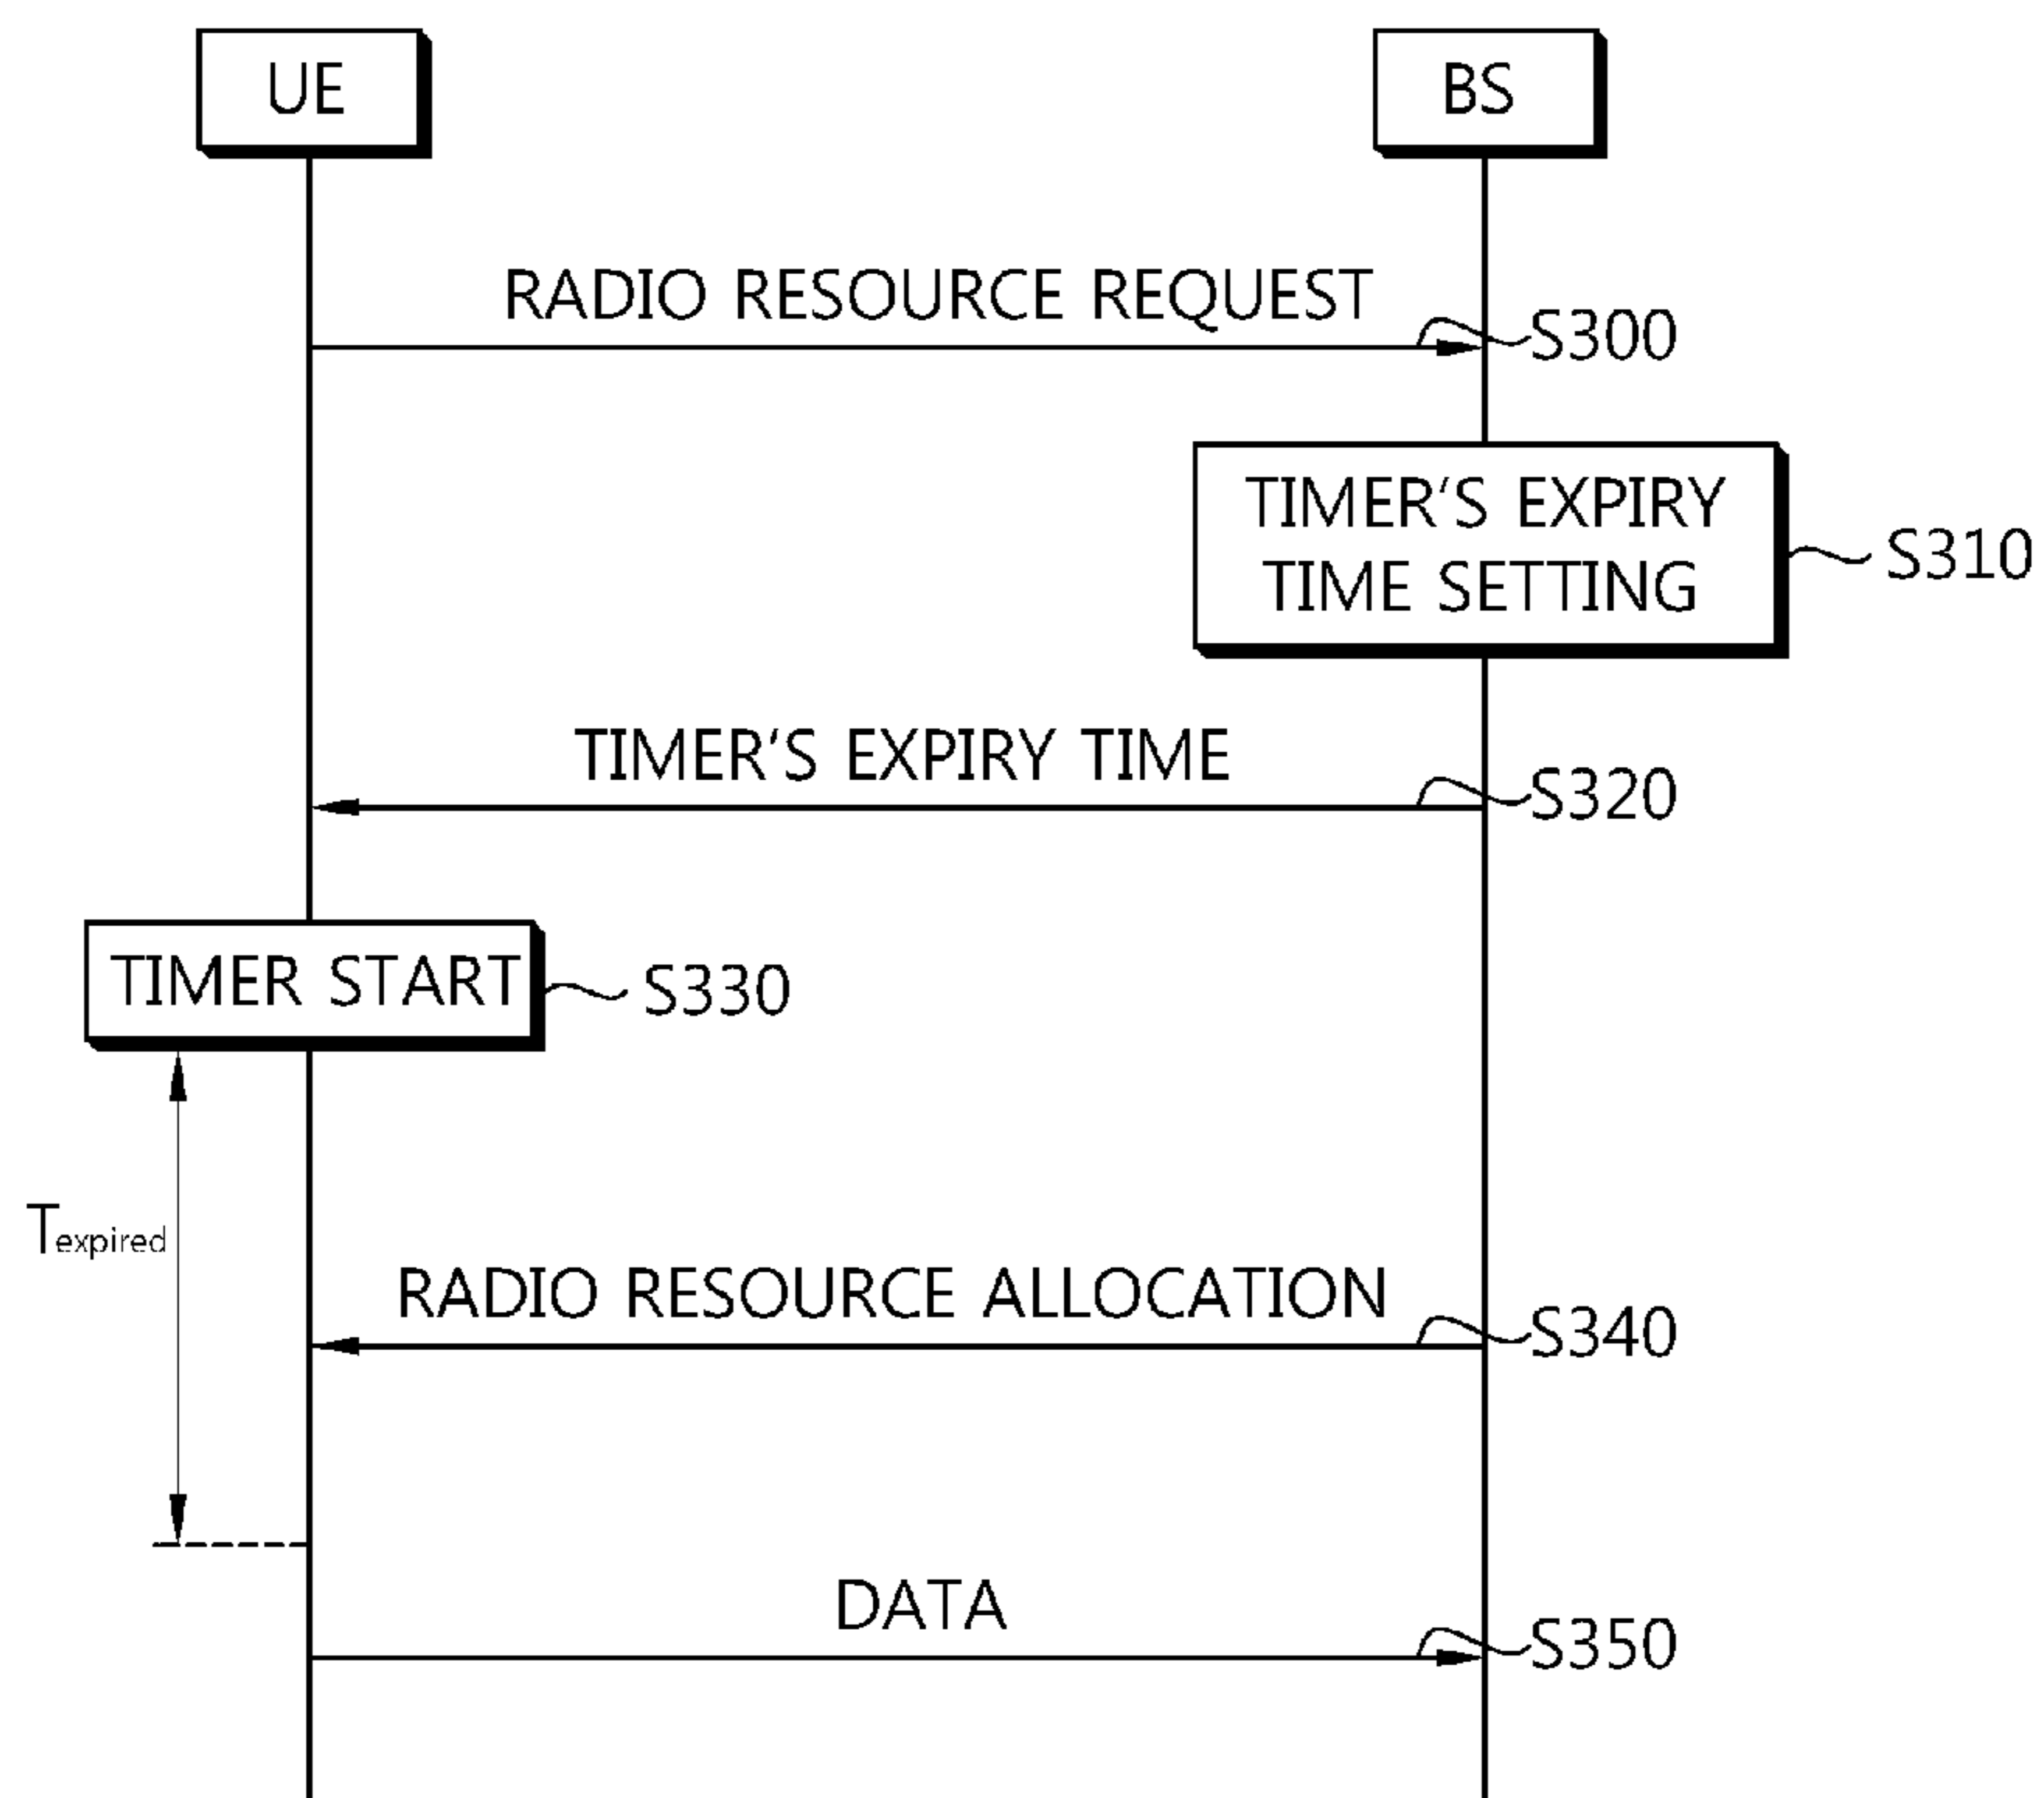 UE
BS
RADIO RESOURCE REQUEST
S300
TIMER'S EXPIRY
TIME SETTING
S310
TIMER'S EXPIRY TIME
S320
TIMER START
S330
Texpired
RADIO RESOURCE ALLOCATION
S340
DATA
S350